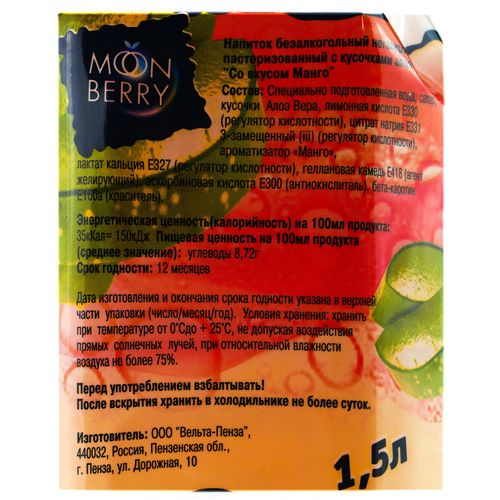 MOON
BERRY
Напиток безалкогольный
пастеризованный с кусочками
"Со вкусом Манго"
Состав: Специально подготовленная вода, сахар,
кусочки Алоэ Вера, лимонная кислота Е330
(регулятор кислотности), цитрат натрия Е331
3-замещенный (iii) (регулятор кислотности),
ароматизатор «Манго»,
лактат кальция Е327 (регулятор кислотности), геллановая камедь Е418 (агент
желирующий), аскорбиновая кислота Е300 (антиокислитель), бета-каротин
Е160а (краситель).
Энергетическая ценность(калорийность) на 100мл продукта:
35кКал= 150кДж Пищевая ценность на 100мл продукта
(среднее значение): углеводы 8,72г
Срок годности: 12 месяцев
Дата изготовления и окончания срока годности указана в верхней
части упаковки (число/месяц/год). Условия хранения: хранить
при температуре от 0°Cдо + 25°C, не допуская воздействия
прямых солнечных лучей, при относительной влажности
воздуха не более 75%.
Перед употреблением взбалтывать!
После вскрытия хранить в холодильнике не более суток.
Изготовитель: ООО "Вельта-Пенза",
440032, Россия, Пензенская обл.,
г. Пенза, ул. Дорожная, 10
1,5л